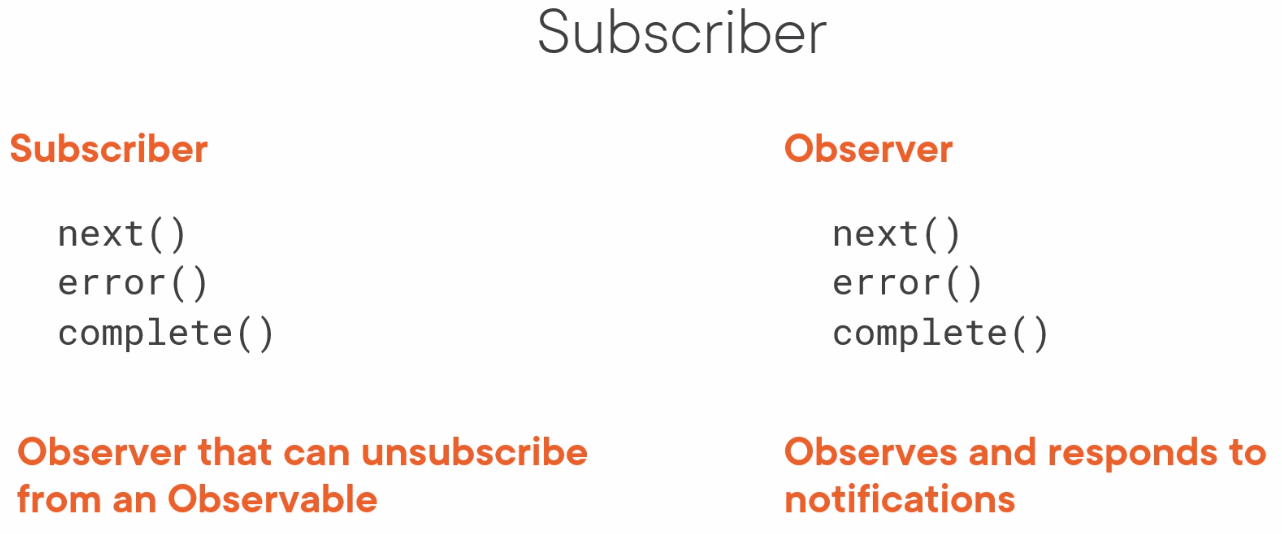 Subscriber
Subscriber
next()
error()
complete()
Observer that can unsubscribe
from an Observable
Observer
next()
error()
complete()
Observes and responds to
notifications